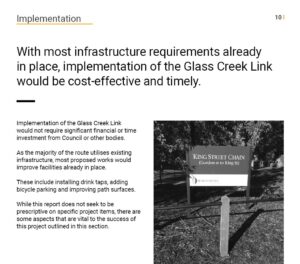 Implementation
10
With most infrastructure requirements already
in place, implementation of the Glass Creek Link
would be cost-effective and timely.
Implementation of the Glass Creek Link
would not require significant financial or time
investment from Council or other bodies.
As the majority of the route utilises existing
infrastructure, most proposed works would
improve facilities already in place.
These include installing drink taps, adding
bicycle parking and improving path surfaces.
While this report does not seek to be
prescriptive on specific project items, there are
some aspects that are vital to the success of
this project outlined in this section.
KING STREET CHAIN